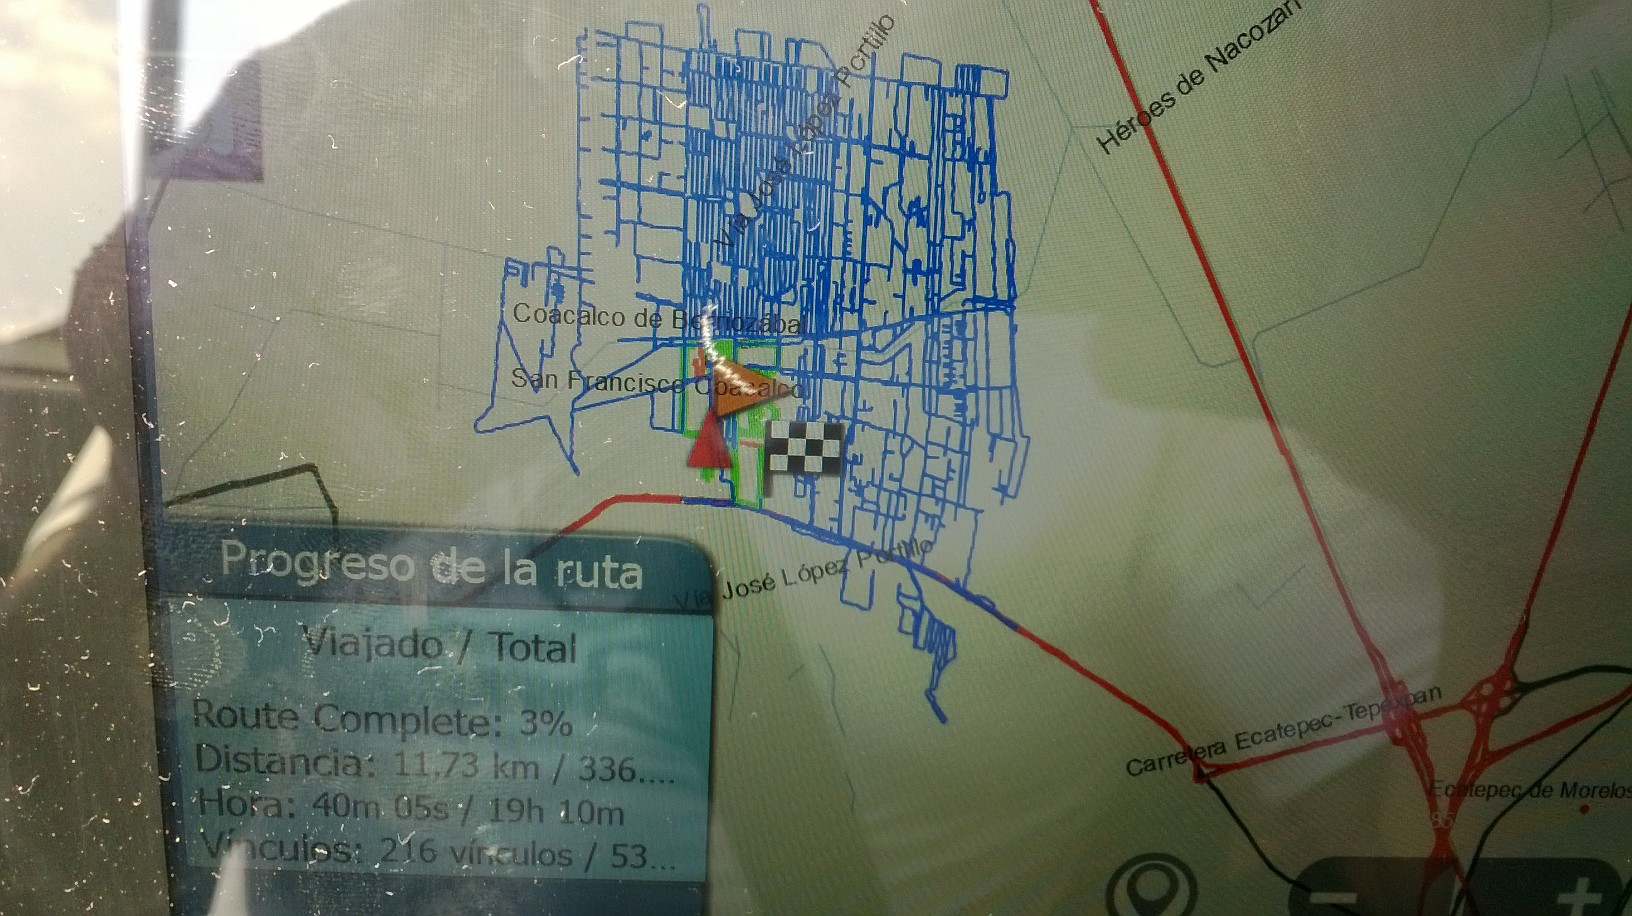 Vía José López Portillo
Héroes de Nacozari
Coacalco de Berriozábal
San Francisco Coacalco
Vía José López Portillo
Progreso de la ruta
Viajado / Total
Route Complete: 3%
Distancia: 11,73 km / 336....
Hora: 40m 05s / 19h 10m
Vínculos: 216 vínculos / 53...
Carretera Ecatepec-Tepexpan
Ecatepec de Morelos
85
- +